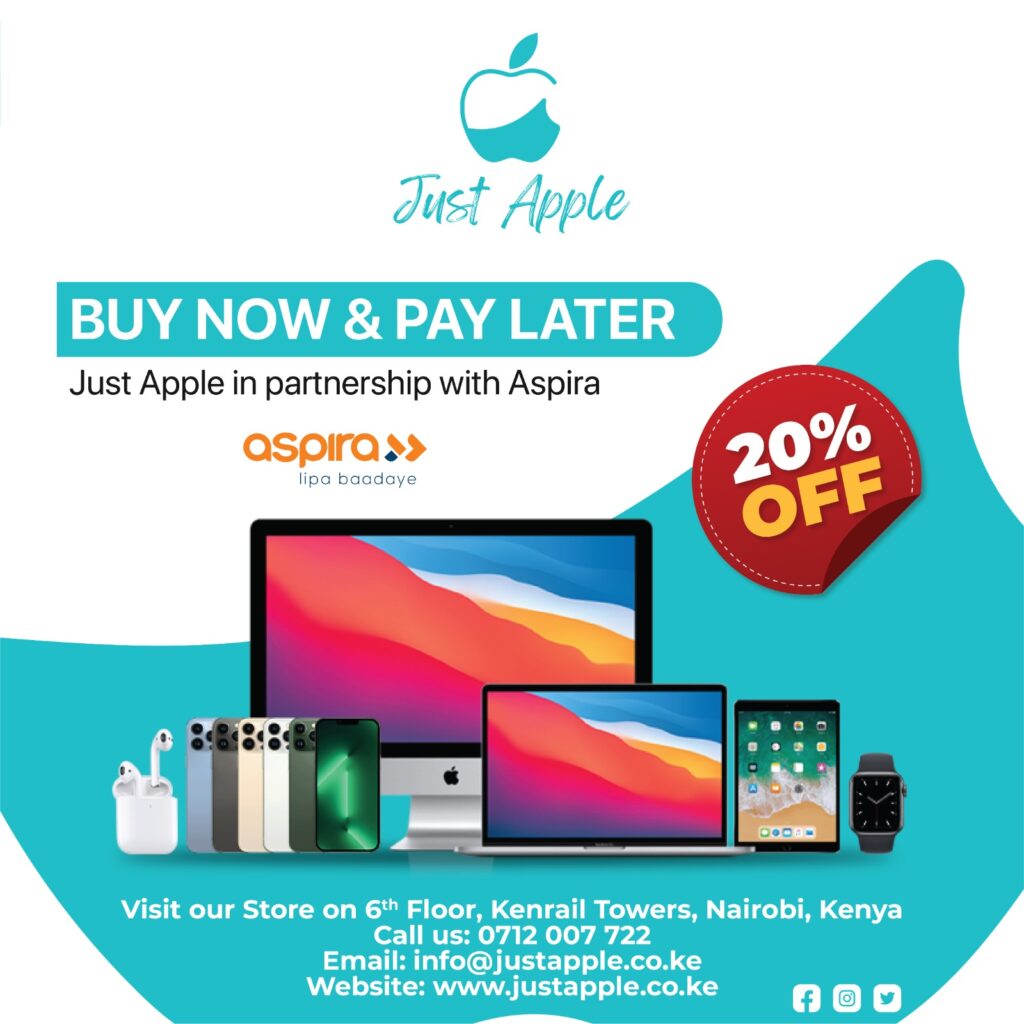 Just Apple
BUY NOW & PAY LATER
Just Apple in partnership with Aspira
aspira
lipa baadaye
20%
OFF
Visit our Store on 6th Floor, Kenrail Towers, Nairobi, Kenya
Call us: 0712 007 722
Email: info@justapple.co.ke
Website: www.justapple.co.ke